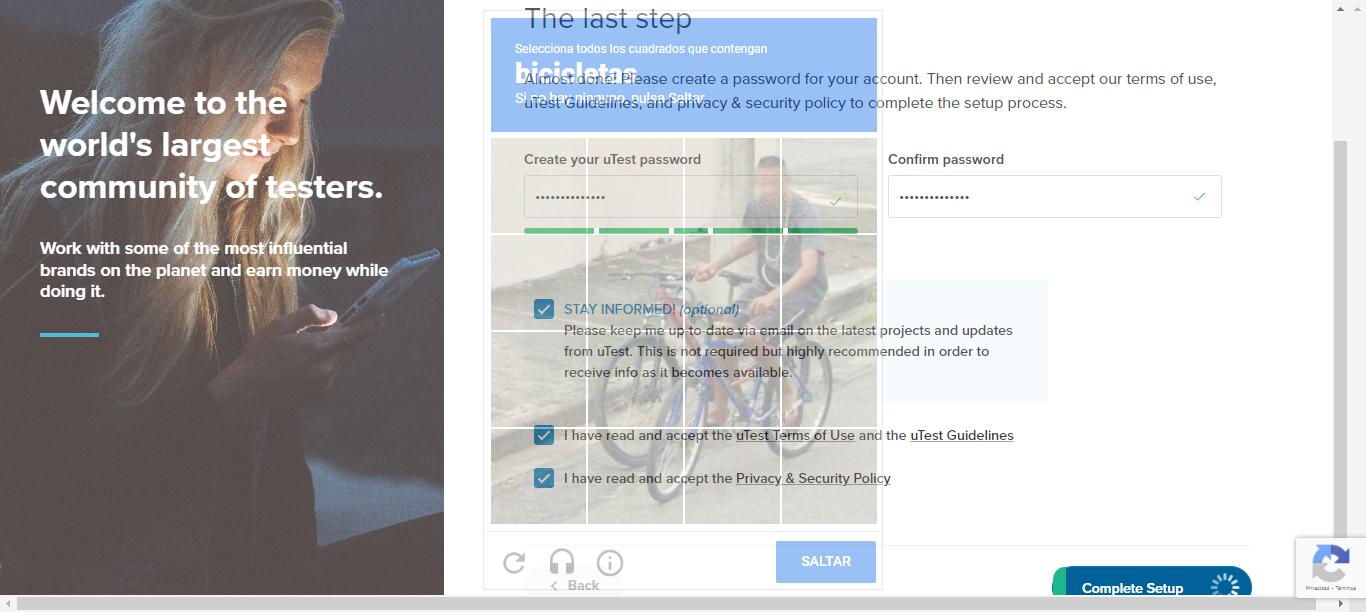 Welcome to the
world's largest
community of testers.
Work with some of the most influential
brands on the planet and earn money while
doing it.
The last step
Selecciona todos los cuadrados que contengan
bicicletas
Si no hay ninguno, pulsa Saltar
Almost done! Please create a password for your account. Then review and accept our terms of use,
uTest Guidelines, and privacy & security policy to complete the setup process.
Create your uTest password
Confirm password
••••••••••••••
••••••••••••••
STAY INFORMED! (optional)
Please keep me up-to-date via email on the latest projects and updates
from uTest. This is not required but highly recommended in order to
receive info as it becomes available.
I have read and accept the uTest Terms of Use and the uTest Guidelines
I have read and accept the Privacy & Security Policy
SALTAR
Back
Complete Setup
Privacidad - Términos